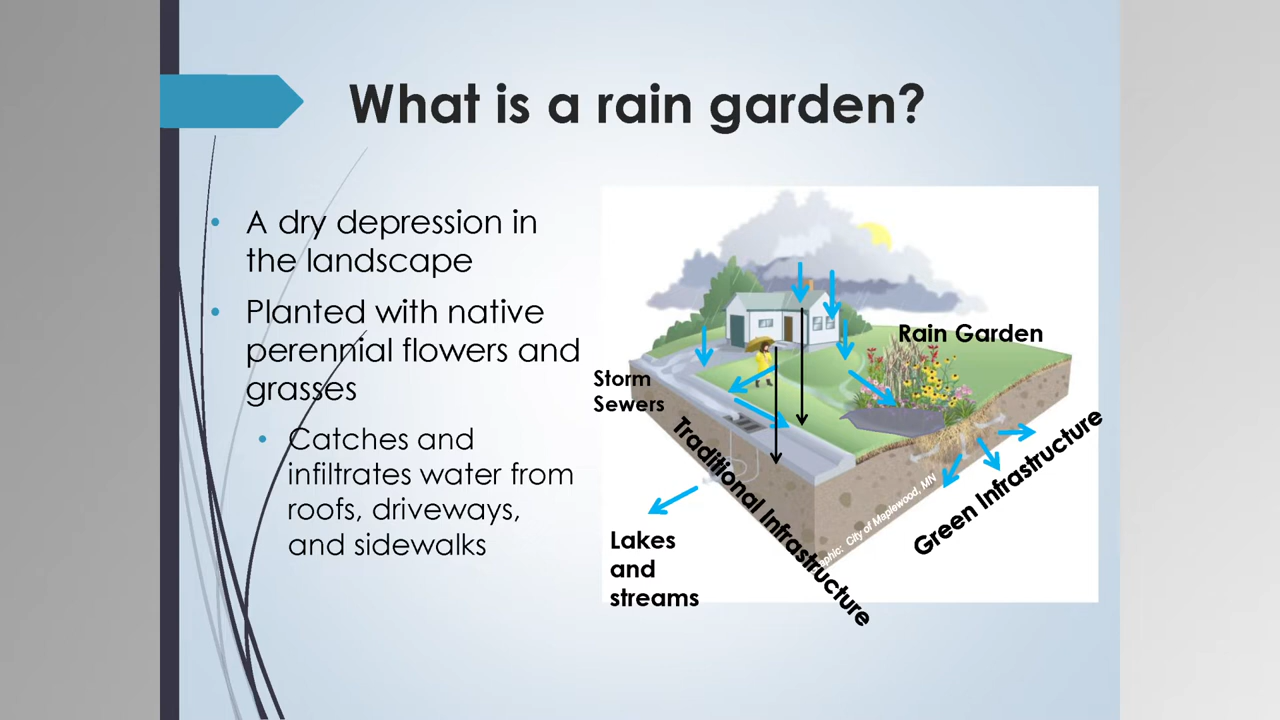 What is a rain garden?
• A dry depression in
the landscape
• Planted with native
perennial flowers and
grasses
• Catches and
infiltrates water from
roofs, driveways,
and sidewalks
Rain Garden
Storm
Sewers
Traditional Infrastructure
Green Infrastructure
City of Maplewood, MN
Lakes
and
streams